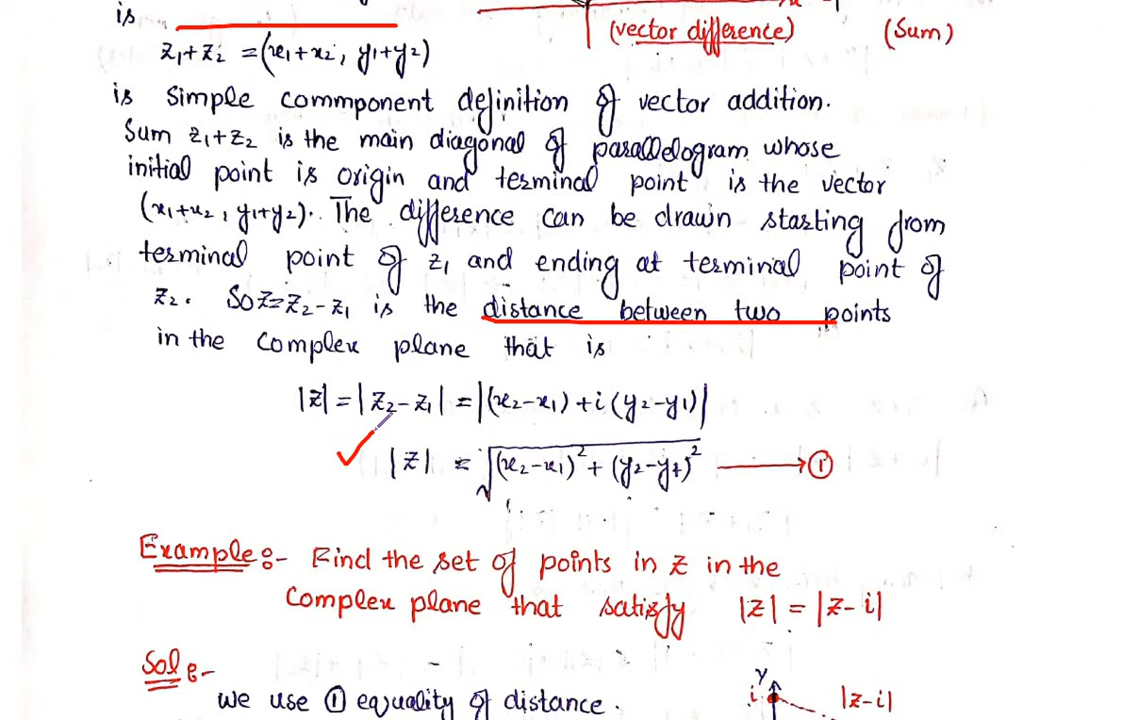 is
(vector difference) (Sum)
z₁+z₂ = (x₁+x₂, y₁+y₂)
is Simple commponent definition of vector addition.
Sum z₁+z₂ is the main diagonal of parallelogram whose
initial point is origin and terminal point is the vector
(x₁+x₂, y₁+y₂). The difference can be drawn starting from
terminal point of z₁ and ending at terminal point of
z₂. So z=z₂-z₁ is the distance between two points
in the complex plane that is
|z| = |z₂-z₁| = |(x₂-x₁)+i(y₂-y₁)|
|z| = √(x₂-x₁)²+(y₂-y₁)² → ①
Example:- Find the set of points in z in the
Complex plane that satisfy |z| = |z-i|
Sol:-
we use ① equality of distance.
y
i |z-i|